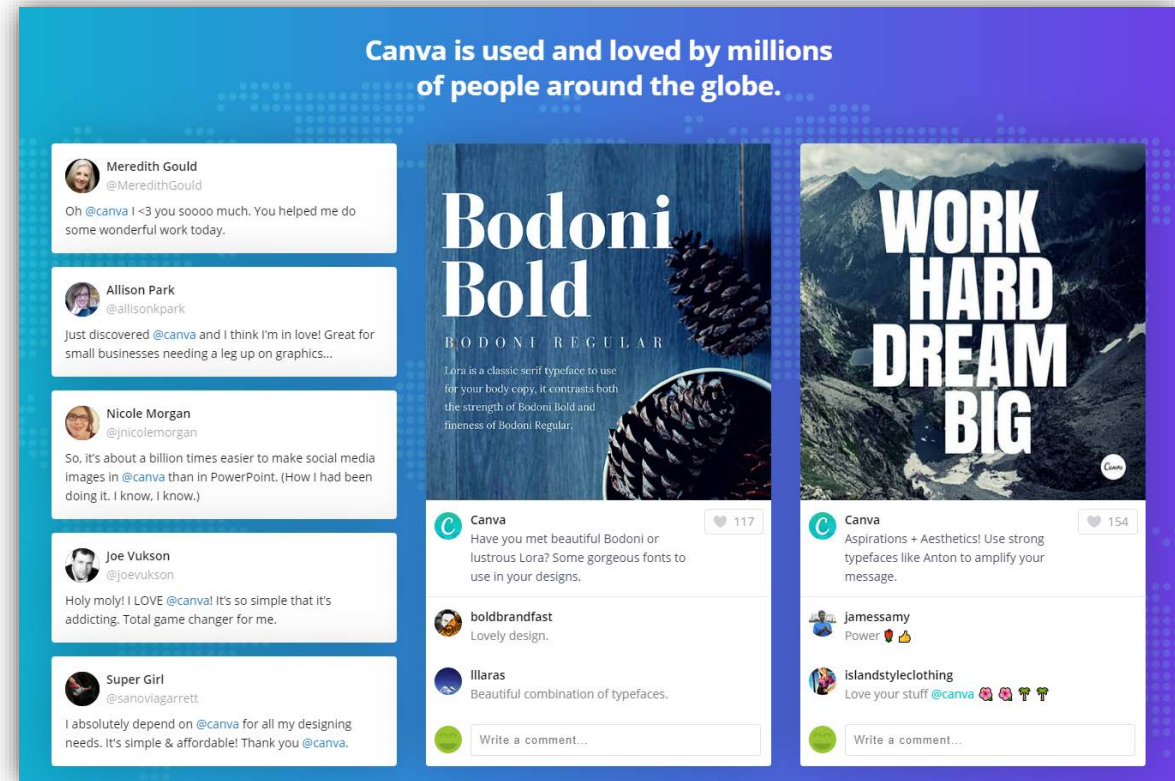 Canva is used and loved by millions
of people around the globe.
Meredith Gould
@MeredithGould
Oh @canva I <3 you soooo much. You helped me do
some wonderful work today.
Allison Park
@allisonkpark
Just discovered @canva and I think I'm in love! Great for
small businesses needing a leg up on graphics...
Nicole Morgan
@jnicolemorgan
So, it's about a billion times easier to make social media
images in @canva than in PowerPoint. (How I had been
doing it. I know, I know.)
Joe Vukson
@joevukson
Holy moly! I LOVE @canva! It's so simple that it's
addicting. Total game changer for me.
Super Girl
@sanoviagarrett
I absolutely depend on @canva for all my designing
needs. It's simple & affordable! Thank you @canva.
Bodoni
Bold
BODONI REGULAR
Lora is a classic serif typeface to use
for your body copy, it contrasts both
the strength of Bodoni Bold and
fineness of Bodoni Regular.
Canva
117
Have you met beautiful Bodoni or
lustrous Lora? Some gorgeous fonts to
use in your designs.
boldbrandfast
Lovely design.
lllaras
Beautiful combination of typefaces.
Write a comment...
WORK
HARD
DREAM
BIG
Canva
Canva
154
Aspirations + Aesthetics! Use strong
typefaces like Anton to amplify your
message.
jamessamy
Power 🌹 👍
islandstyleclothing
Love your stuff @canva 🌺 🌺 🌴 🌴
Write a comment...